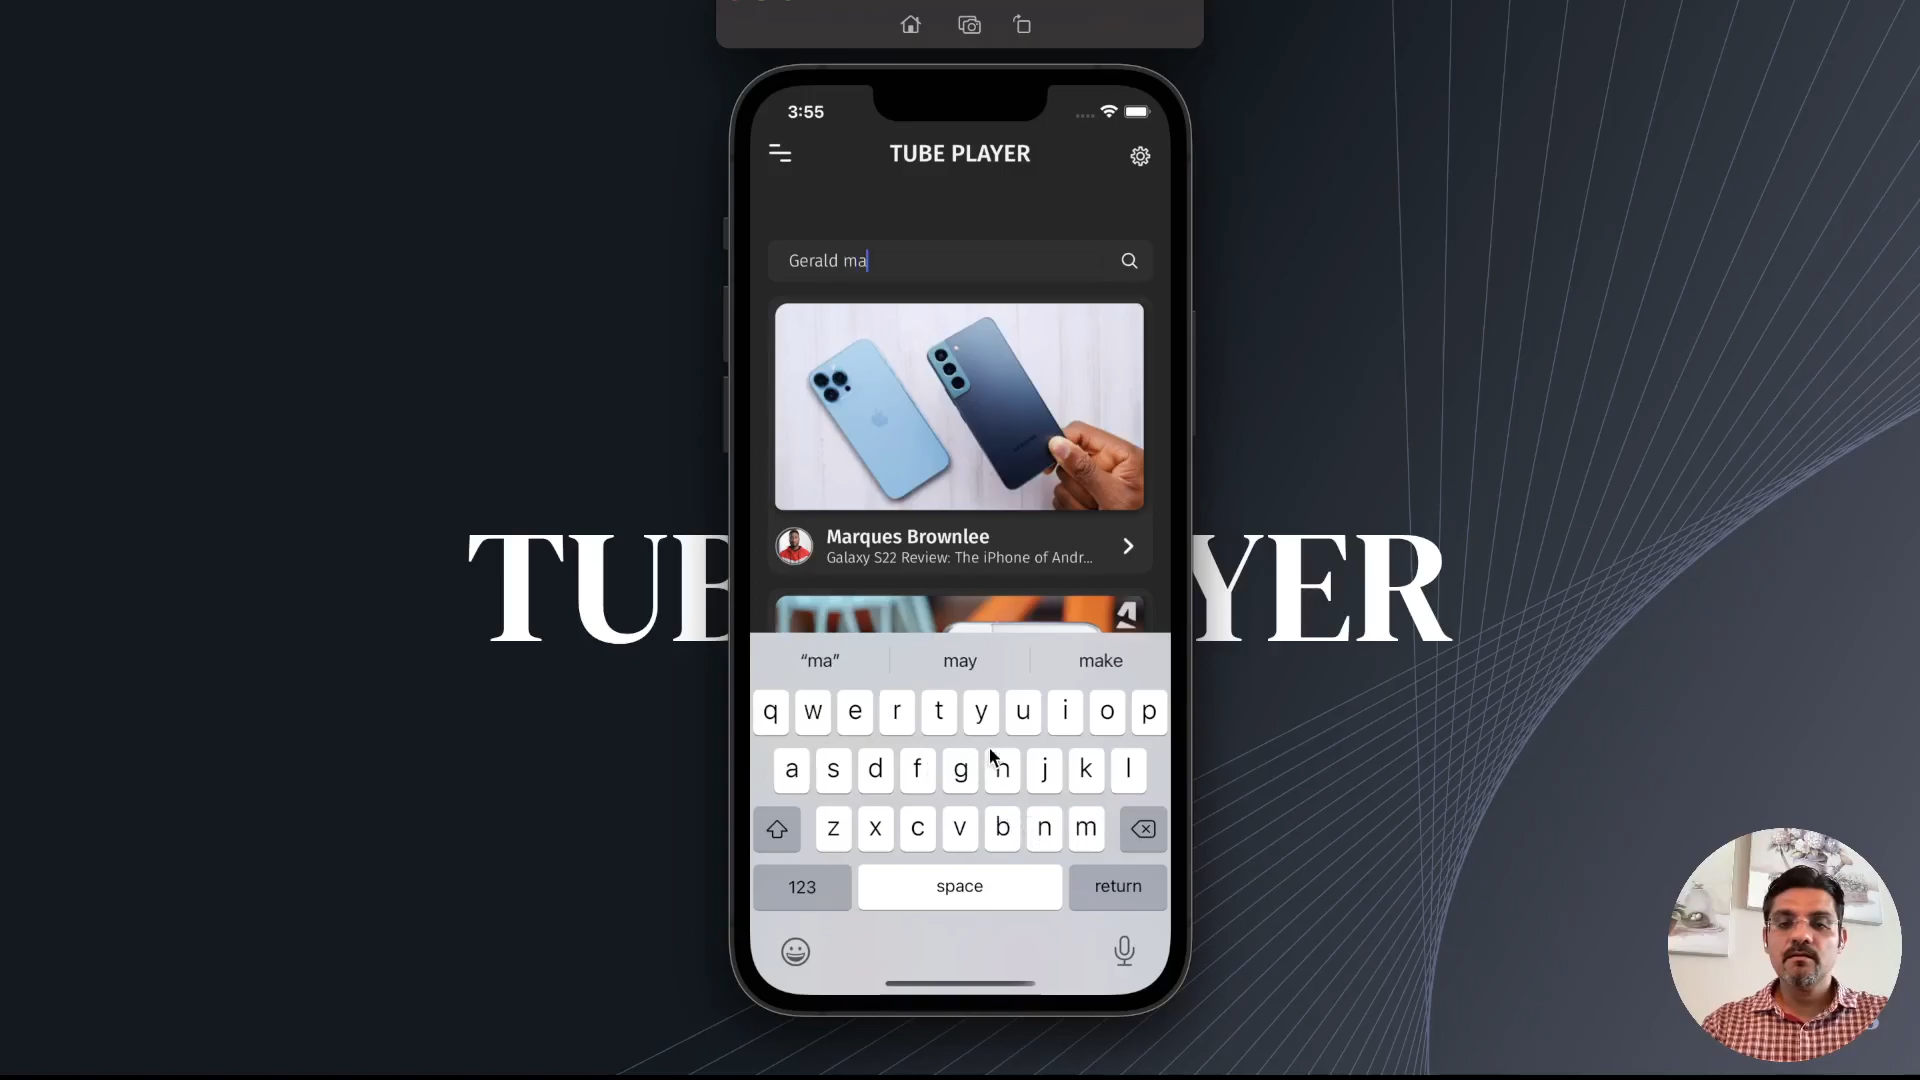 3:55
TUBE PLAYER
Gerald ma
Marques Brownlee
Galaxy S22 Review: The iPhone of Andr...
TUB YER
“ma” may make
q w e r t y u i o p
a s d f g h j k l
z x c v b n m
123 space return